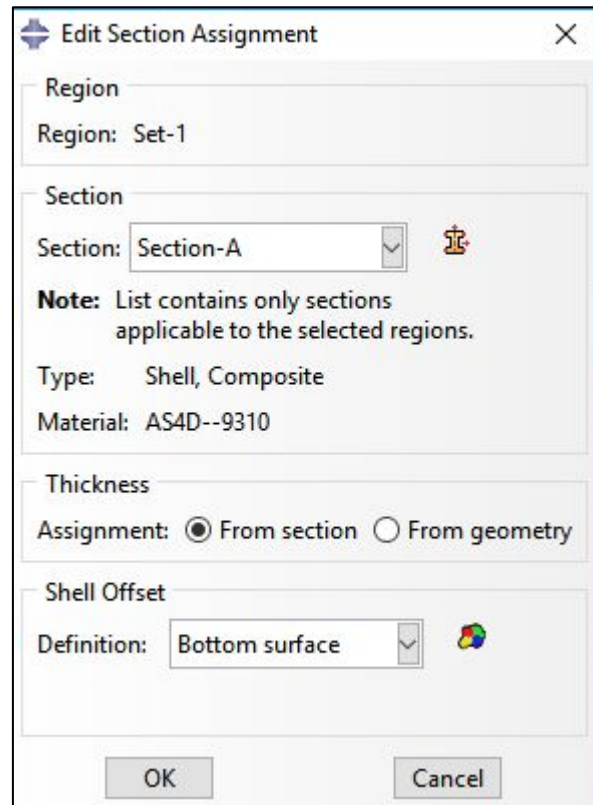 Edit Section Assignment
Region
Region: Set-1
Section
Section: Section-A
Note: List contains only sections
applicable to the selected regions.
Type: Shell, Composite
Material: AS4D--9310
Thickness
Assignment: From section From geometry
Shell Offset
Definition: Bottom surface
OK Cancel